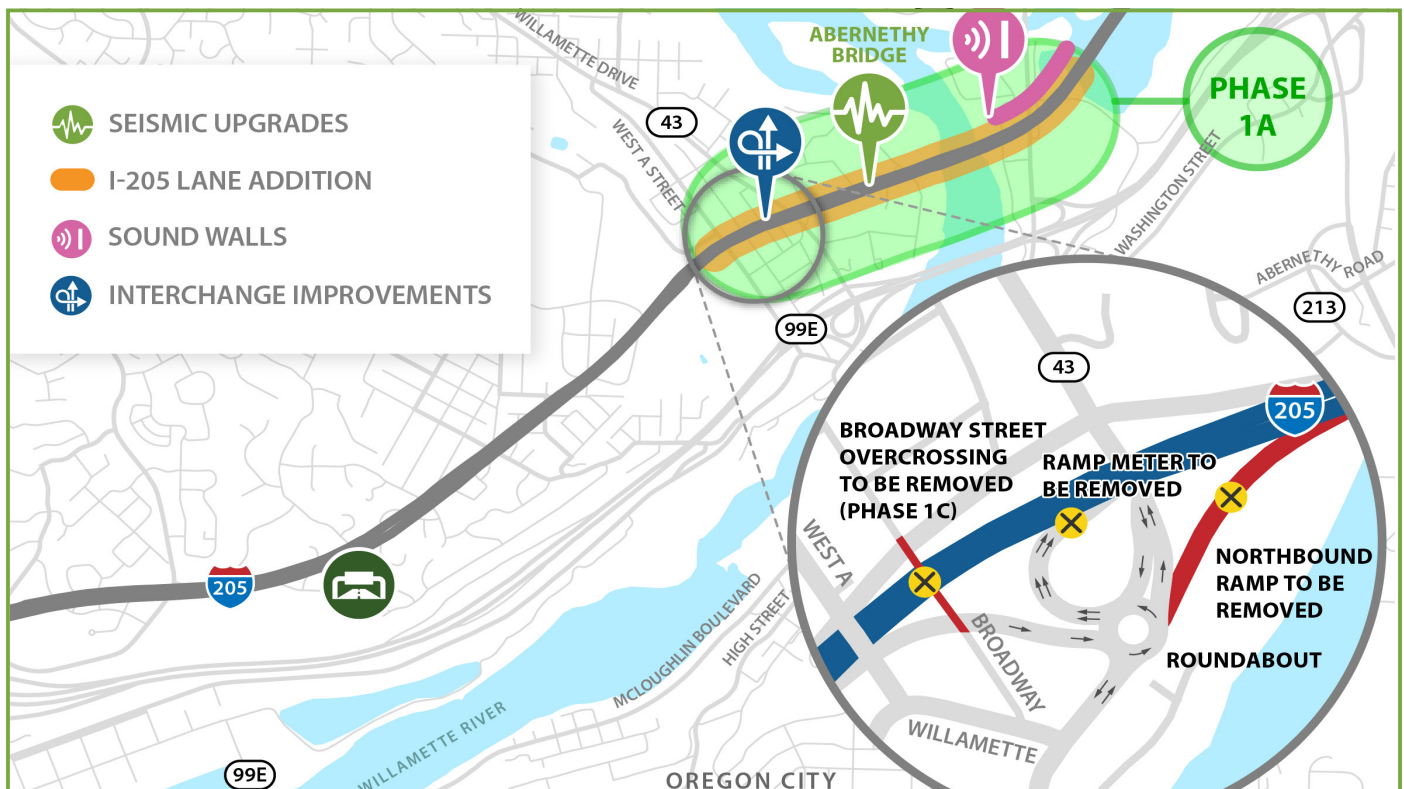 SEISMIC UPGRADES
I-205 LANE ADDITION
SOUND WALLS
INTERCHANGE IMPROVEMENTS
WILLAMETTE DRIVE
43
WEST A STREET
ABERNETHY
BRIDGE
PHASE
1A
WASHINGTON STREET
ABERNETHY ROAD
213
99E
205
MCLOUGHLIN BOULEVARD
HIGH STREET
WILLAMETTE RIVER
99E
OREGON CITY
43
205
BROADWAY STREET
OVERCROSSING
TO BE REMOVED
(PHASE 1C)
RAMP METER TO
BE REMOVED
NORTHBOUND
RAMP TO BE
REMOVED
ROUNDABOUT
WEST A
BROADWAY
WILLAMETTE